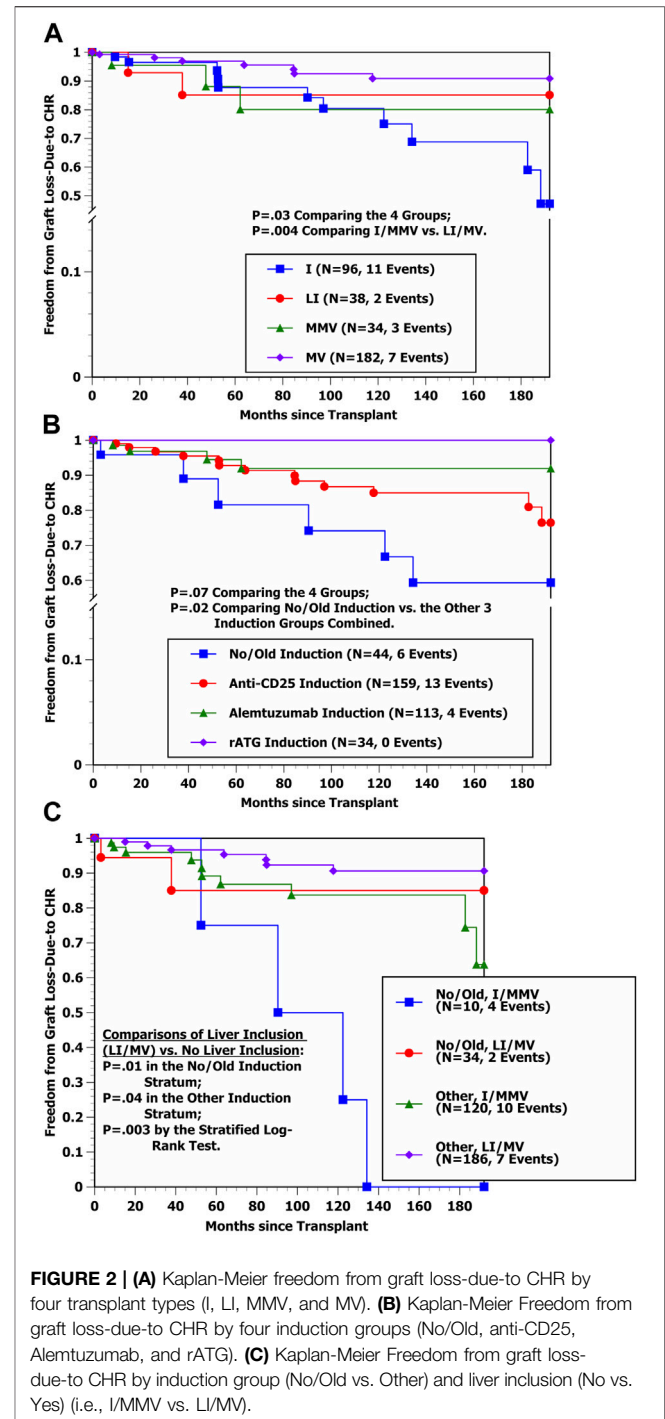 A
1
0.9
0.8
0.7
0.6
0.5
0.1
0
Freedom from Graft Loss-Due-to CHR
P=.03 Comparing the 4 Groups;
P=.004 Comparing I/MMV vs. LI/MV.
I (N=96, 11 Events)
LI (N=38, 2 Events)
MMV (N=34, 3 Events)
MV (N=182, 7 Events)
0 20 40 60 80 100 120 140 160 180
Months since Transplant
B
1
0.9
0.8
0.7
0.6
0.1
0
Freedom from Graft Loss-Due-to CHR
P=.07 Comparing the 4 Groups;
P=.02 Comparing No/Old Induction vs. the Other 3
Induction Groups Combined.
No/Old Induction (N=44, 6 Events)
Anti-CD25 Induction (N=159, 13 Events)
Alemtuzumab Induction (N=113, 4 Events)
rATG Induction (N=34, 0 Events)
0 20 40 60 80 100 120 140 160 180
Months since Transplant
C
1
0.9
0.8
0.7
0.6
0.5
0.4
0.3
0.2
0.1
0
Freedom from Graft Loss-Due-to CHR
Comparisons of Liver Inclusion
(LI/MV) vs. No Liver Inclusion:
P=.01 in the No/Old Induction
Stratum;
P=.04 in the Other Induction
Stratum;
P=.003 by the Stratified Log-
Rank Test.
No/Old, I/MMV
(N=10, 4 Events)
No/Old, LI/MV
(N=34, 2 Events)
Other, I/MMV
(N=120, 10 Events)
Other, LI/MV
(N=186, 7 Events)
0 20 40 60 80 100 120 140 160 180
Months since Transplant
FIGURE 2 | (A) Kaplan-Meier freedom from graft loss-due-to CHR by
four transplant types (I, LI, MMV, and MV). (B) Kaplan-Meier Freedom from
graft loss-due-to CHR by four induction groups (No/Old, anti-CD25,
Alemtuzumab, and rATG). (C) Kaplan-Meier Freedom from graft loss-
due-to CHR by induction group (No/Old vs. Other) and liver inclusion (No vs.
Yes) (i.e., I/MMV vs. LI/MV).